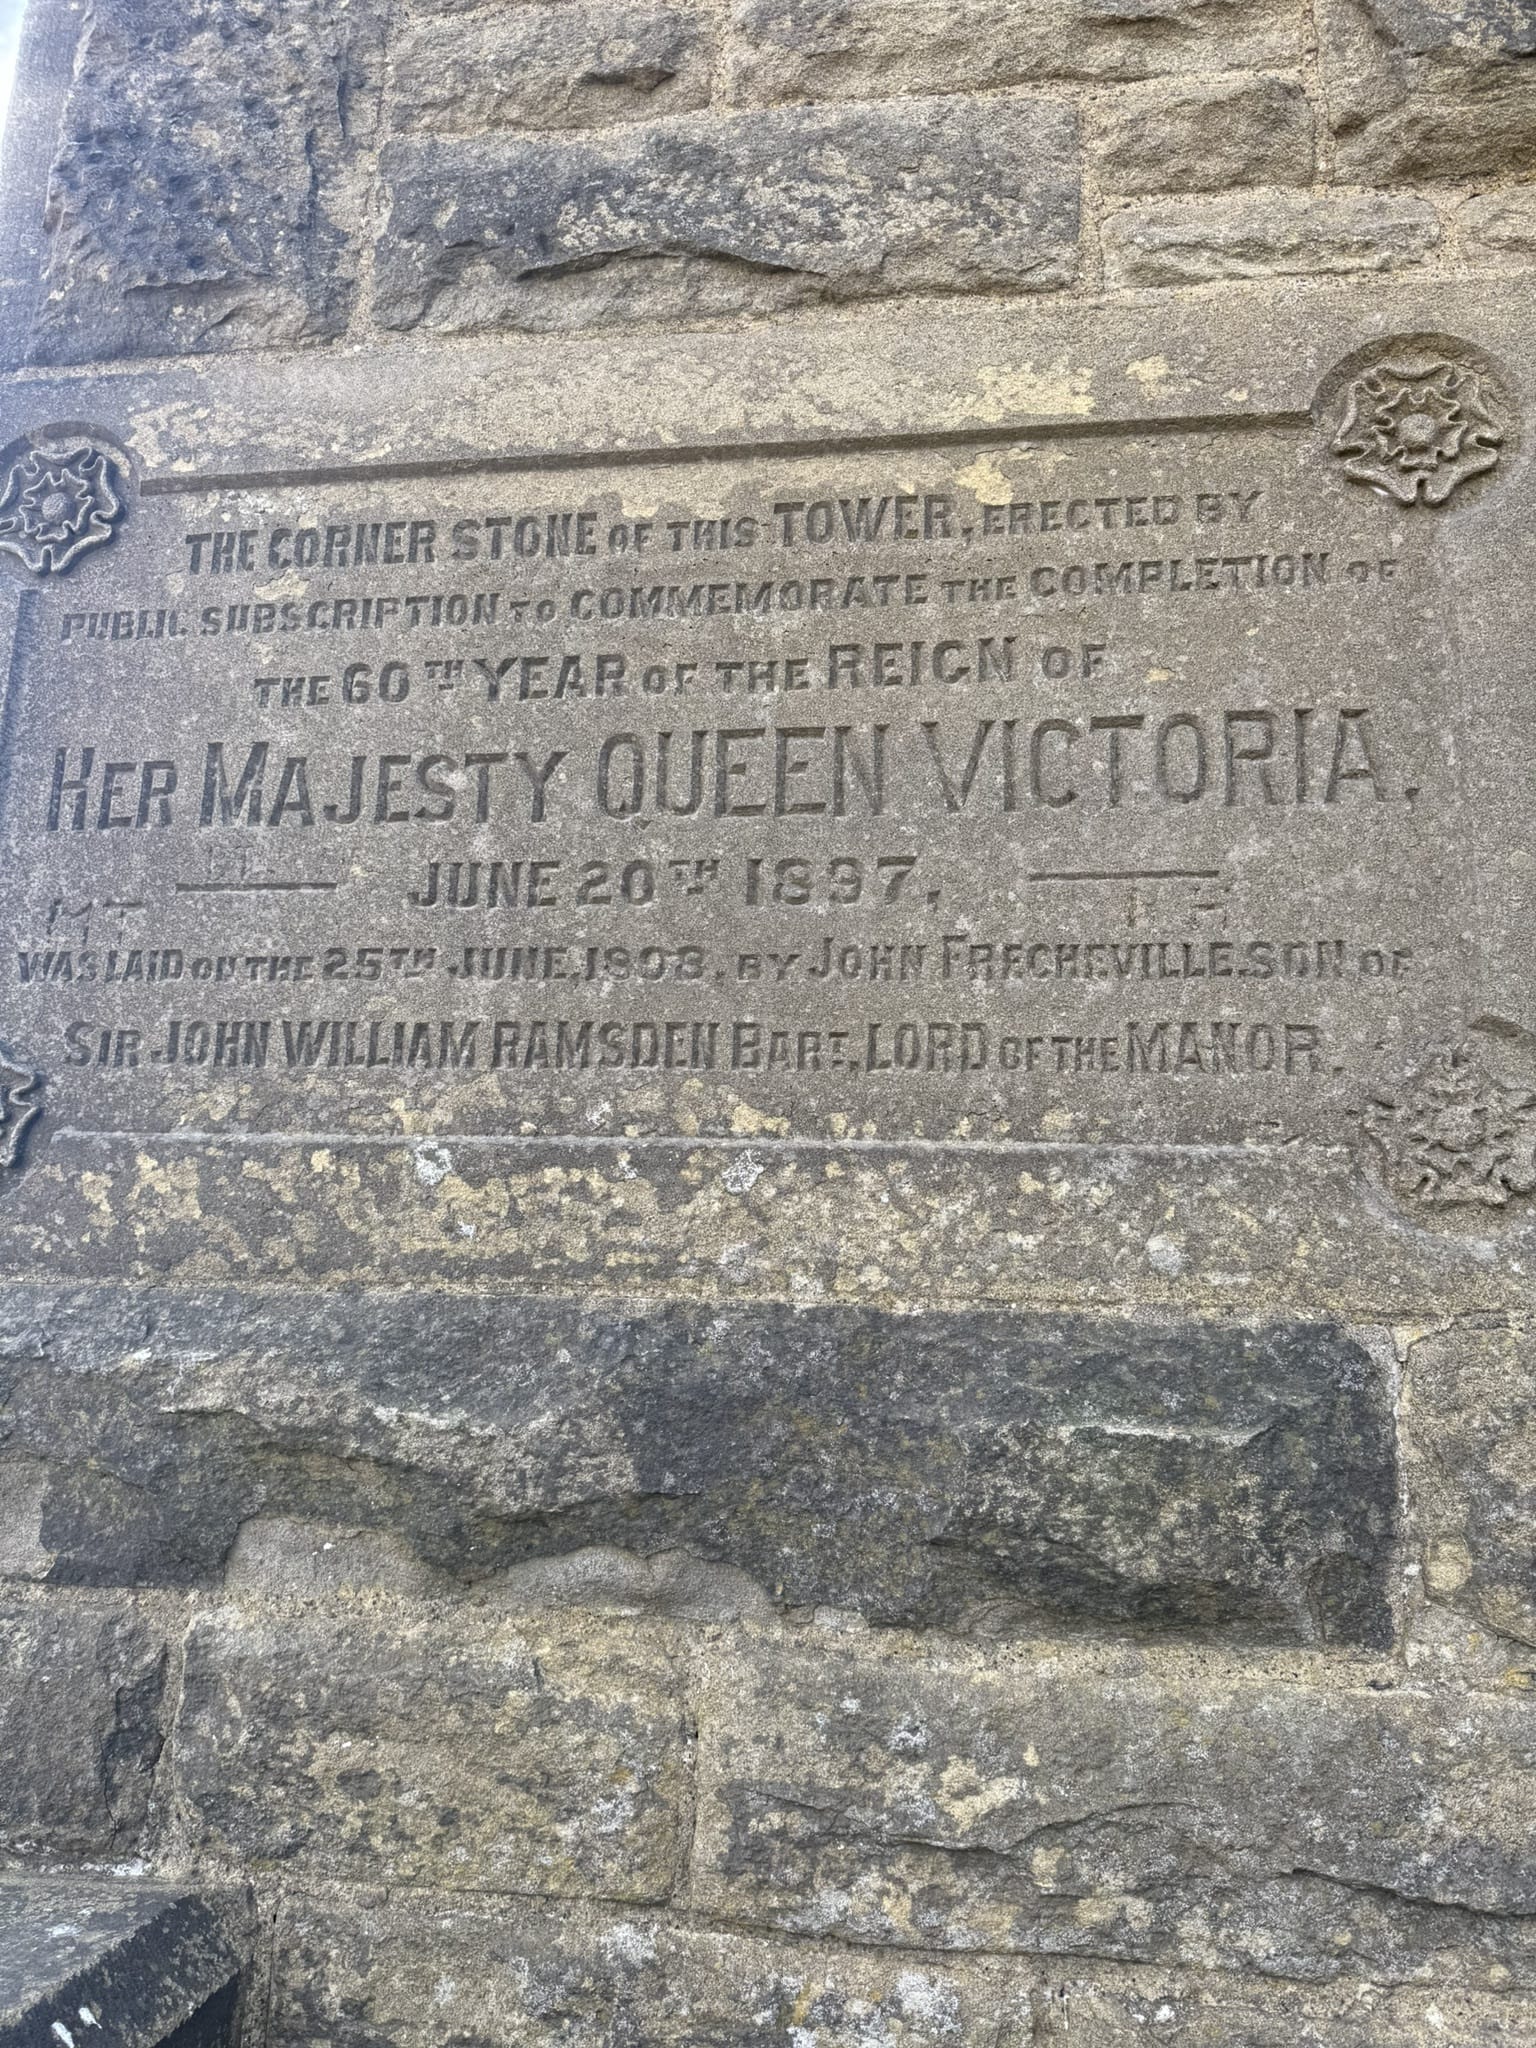 THE CORNER STONE OF THIS TOWER, ERECTED BY
PUBLIC SUBSCRIPTION TO COMMEMORATE THE COMPLETION OF
THE 60TH YEAR OF THE REIGN OF
HER MAJESTY QUEEN VICTORIA.
JUNE 20TH 1897.
WAS LAID ON THE 25TH JUNE, 1898. BY JOHN FRECHEVILLE, SON OF
SIR JOHN WILLIAM RAMSDEN BART., LORD OF THE MANOR.